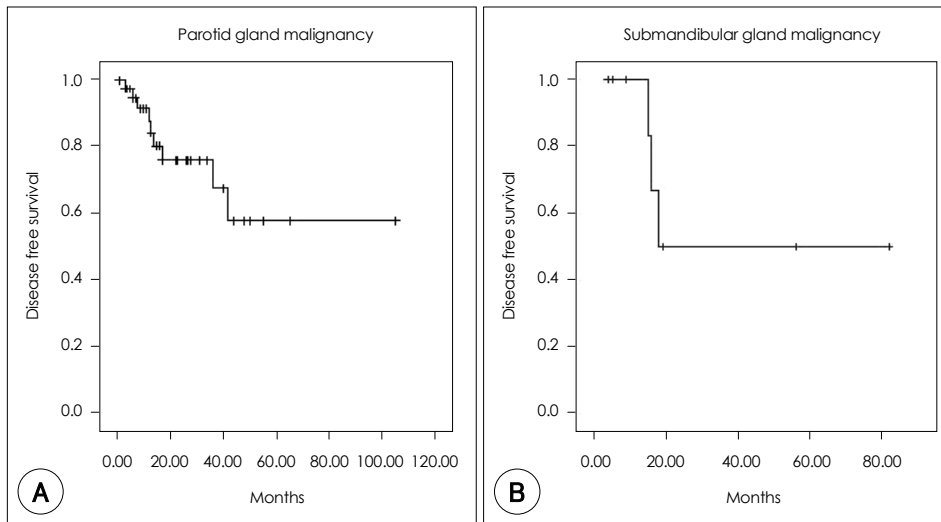 Parotid gland malignancy
1.0
0.8
0.6
0.4
0.2
0.0
Disease free survival
0.00 20.00 40.00 60.00 80.00 100.00 120.00
Months
A
Submandibular gland malignancy
1.0
0.8
0.6
0.4
0.2
0.0
Disease free survival
0.00 20.00 40.00 60.00 80.00
Months
B